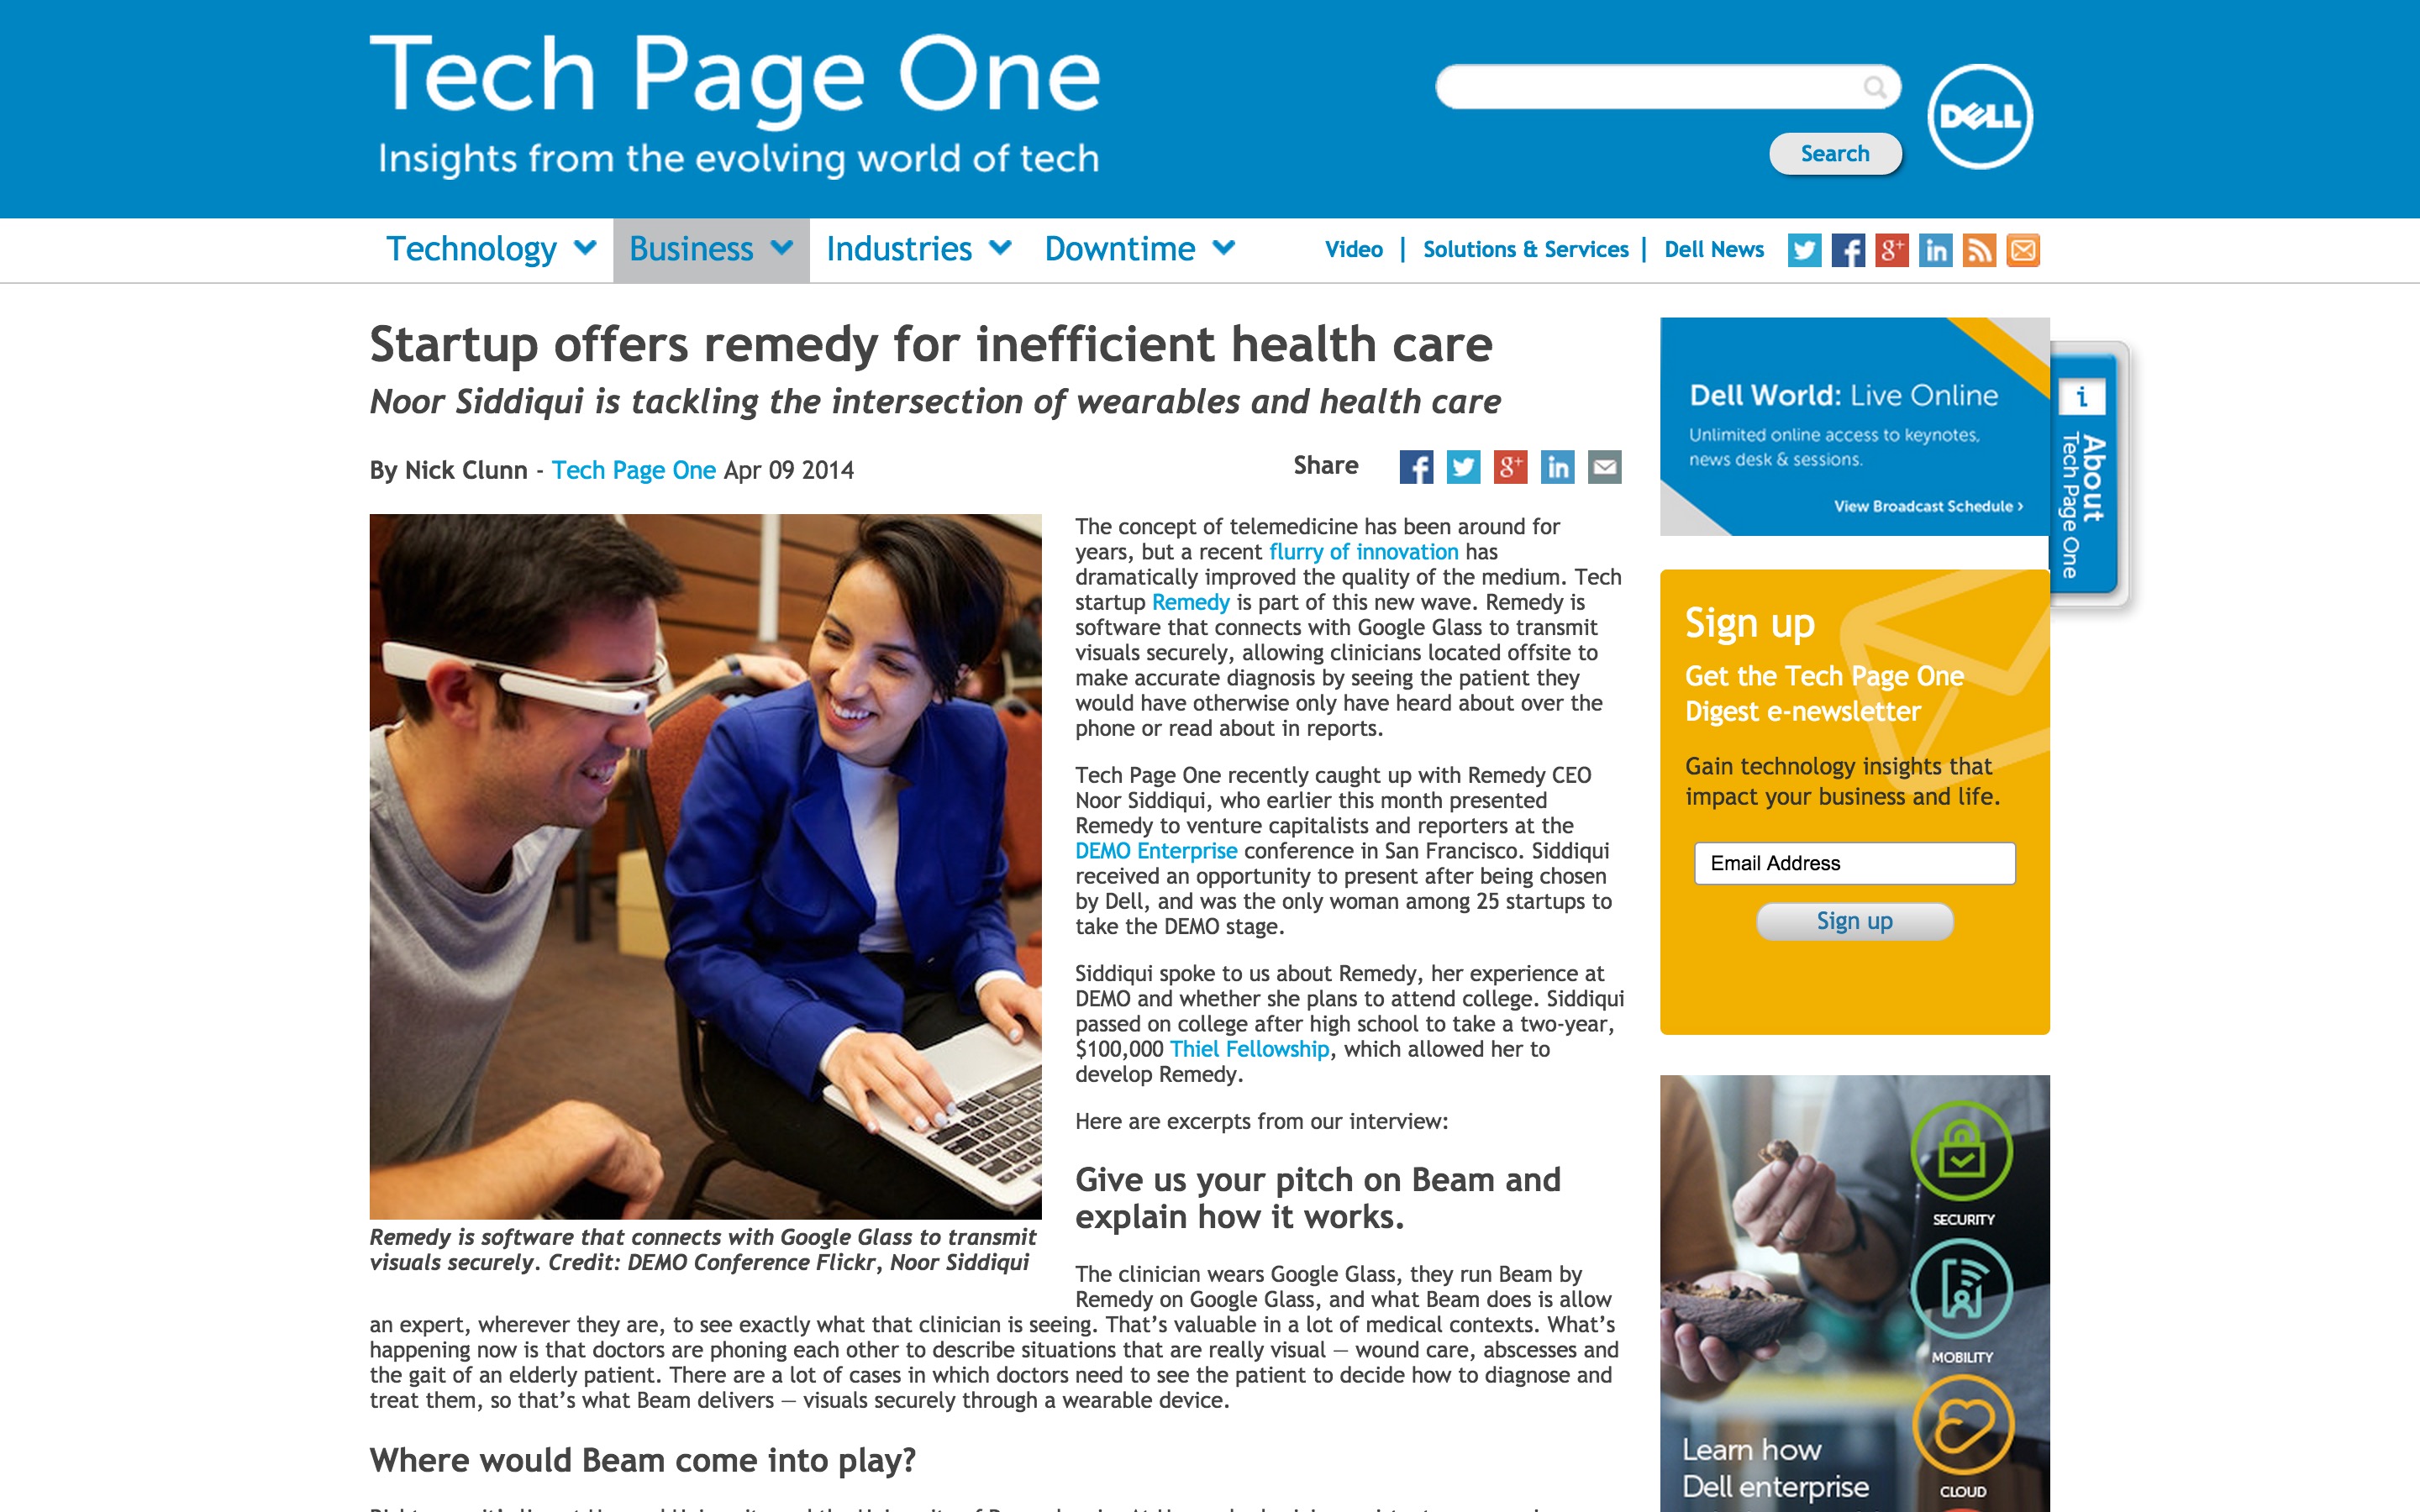 Tech Page One
Insights from the evolving world of tech
Search
DELL
Technology
Business
Industries
Downtime
Video | Solutions & Services | Dell News
Startup offers remedy for inefficient health care
Noor Siddiqui is tackling the intersection of wearables and health care
By Nick Clunn - Tech Page One Apr 09 2014
Share
The concept of telemedicine has been around for
years, but a recent flurry of innovation has
dramatically improved the quality of the medium. Tech
startup Remedy is part of this new wave. Remedy is
software that connects with Google Glass to transmit
visuals securely, allowing clinicians located offsite to
make accurate diagnosis by seeing the patient they
would have otherwise only have heard about over the
phone or read about in reports.
Tech Page One recently caught up with Remedy CEO
Noor Siddiqui, who earlier this month presented
Remedy to venture capitalists and reporters at the
DEMO Enterprise conference in San Francisco. Siddiqui
received an opportunity to present after being chosen
by Dell, and was the only woman among 25 startups to
take the DEMO stage.
Siddiqui spoke to us about Remedy, her experience at
DEMO and whether she plans to attend college. Siddiqui
passed on college after high school to take a two-year,
$100,000 Thiel Fellowship, which allowed her to
develop Remedy.
Here are excerpts from our interview:
Remedy is software that connects with Google Glass to transmit
visuals securely. Credit: DEMO Conference Flickr, Noor Siddiqui
Give us your pitch on Beam and
explain how it works.
The clinician wears Google Glass, they run Beam by
Remedy on Google Glass, and what Beam does is allow
an expert, wherever they are, to see exactly what that clinician is seeing. That's valuable in a lot of medical contexts. What's
happening now is that doctors are phoning each other to describe situations that are really visual — wound care, abscesses and
the gait of an elderly patient. There are a lot of cases in which doctors need to see the patient to decide how to diagnose and
treat them, so that's what Beam delivers — visuals securely through a wearable device.
Where would Beam come into play?
Dell World: Live Online
Unlimited online access to keynotes,
news desk & sessions.
View Broadcast Schedule ›
i
About
Tech Page One
Sign up
Get the Tech Page One
Digest e-newsletter
Gain technology insights that
impact your business and life.
Email Address
Sign up
SECURITY
MOBILITY
CLOUD
Learn how
Dell enterprise